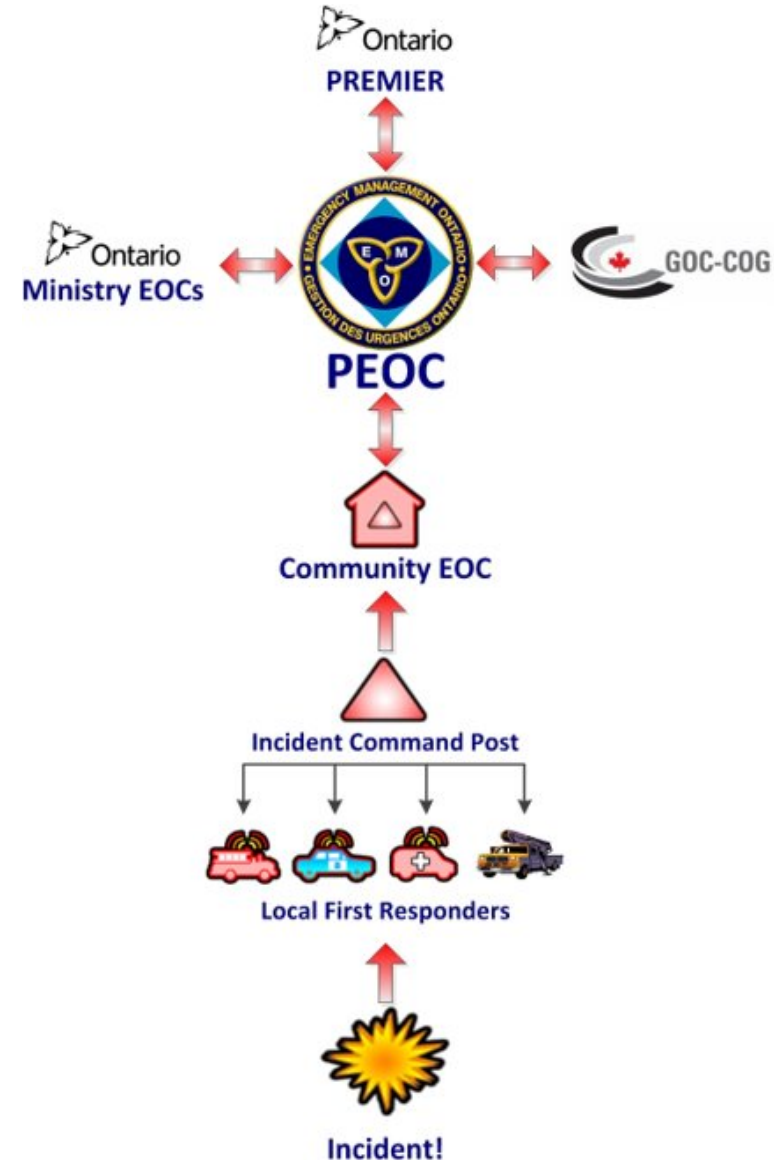 Ontario
PREMIER
EMERGENCY MANAGEMENT ONTARIO
E M
O
GESTION DES URGENCES ONTARIO
Ontario
Ministry EOCs
GOC-COG
PEOC
Community EOC
Incident Command Post
Local First Responders
Incident!